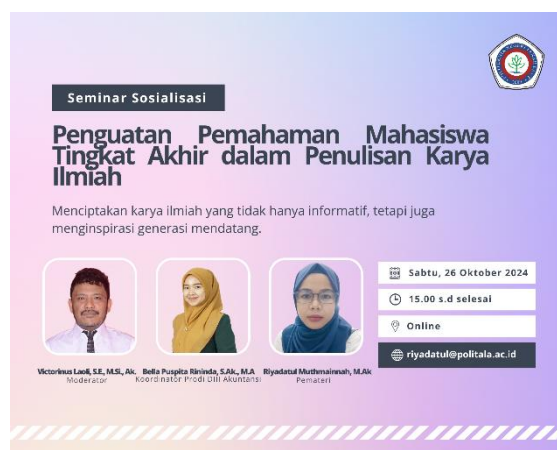 Seminar Sosialisasi
Penguatan Pemahaman Mahasiswa
Tingkat Akhir dalam Penulisan Karya
Ilmiah
Menciptakan karya ilmiah yang tidak hanya informatif, tetapi juga
menginspirasi generasi mendatang.
Victorinus Laoli, S.E., M.Si., Ak.
Moderator
Bella Puspita Rininda, S.Ak., M.A
Koordinator Prodi DIII Akuntansi
Riyadatul Muthmainnah, M.Ak
Pemateri
Sabtu, 26 Oktober 2024
15.00 s.d selesai
Online
riyadatul@politala.ac.id